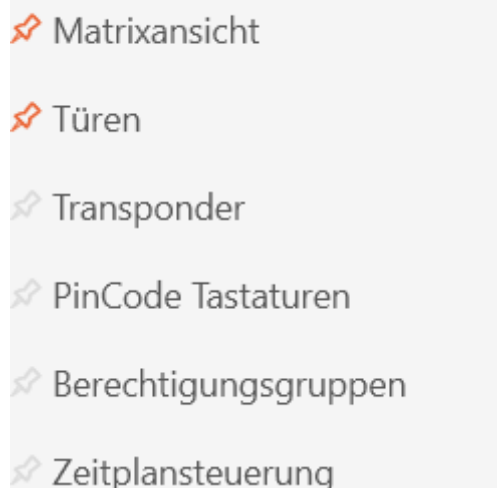 Matrixansicht
Türen
Transponder
PinCode Tastaturen
Berechtigungsgruppen
Zeitplansteuerung